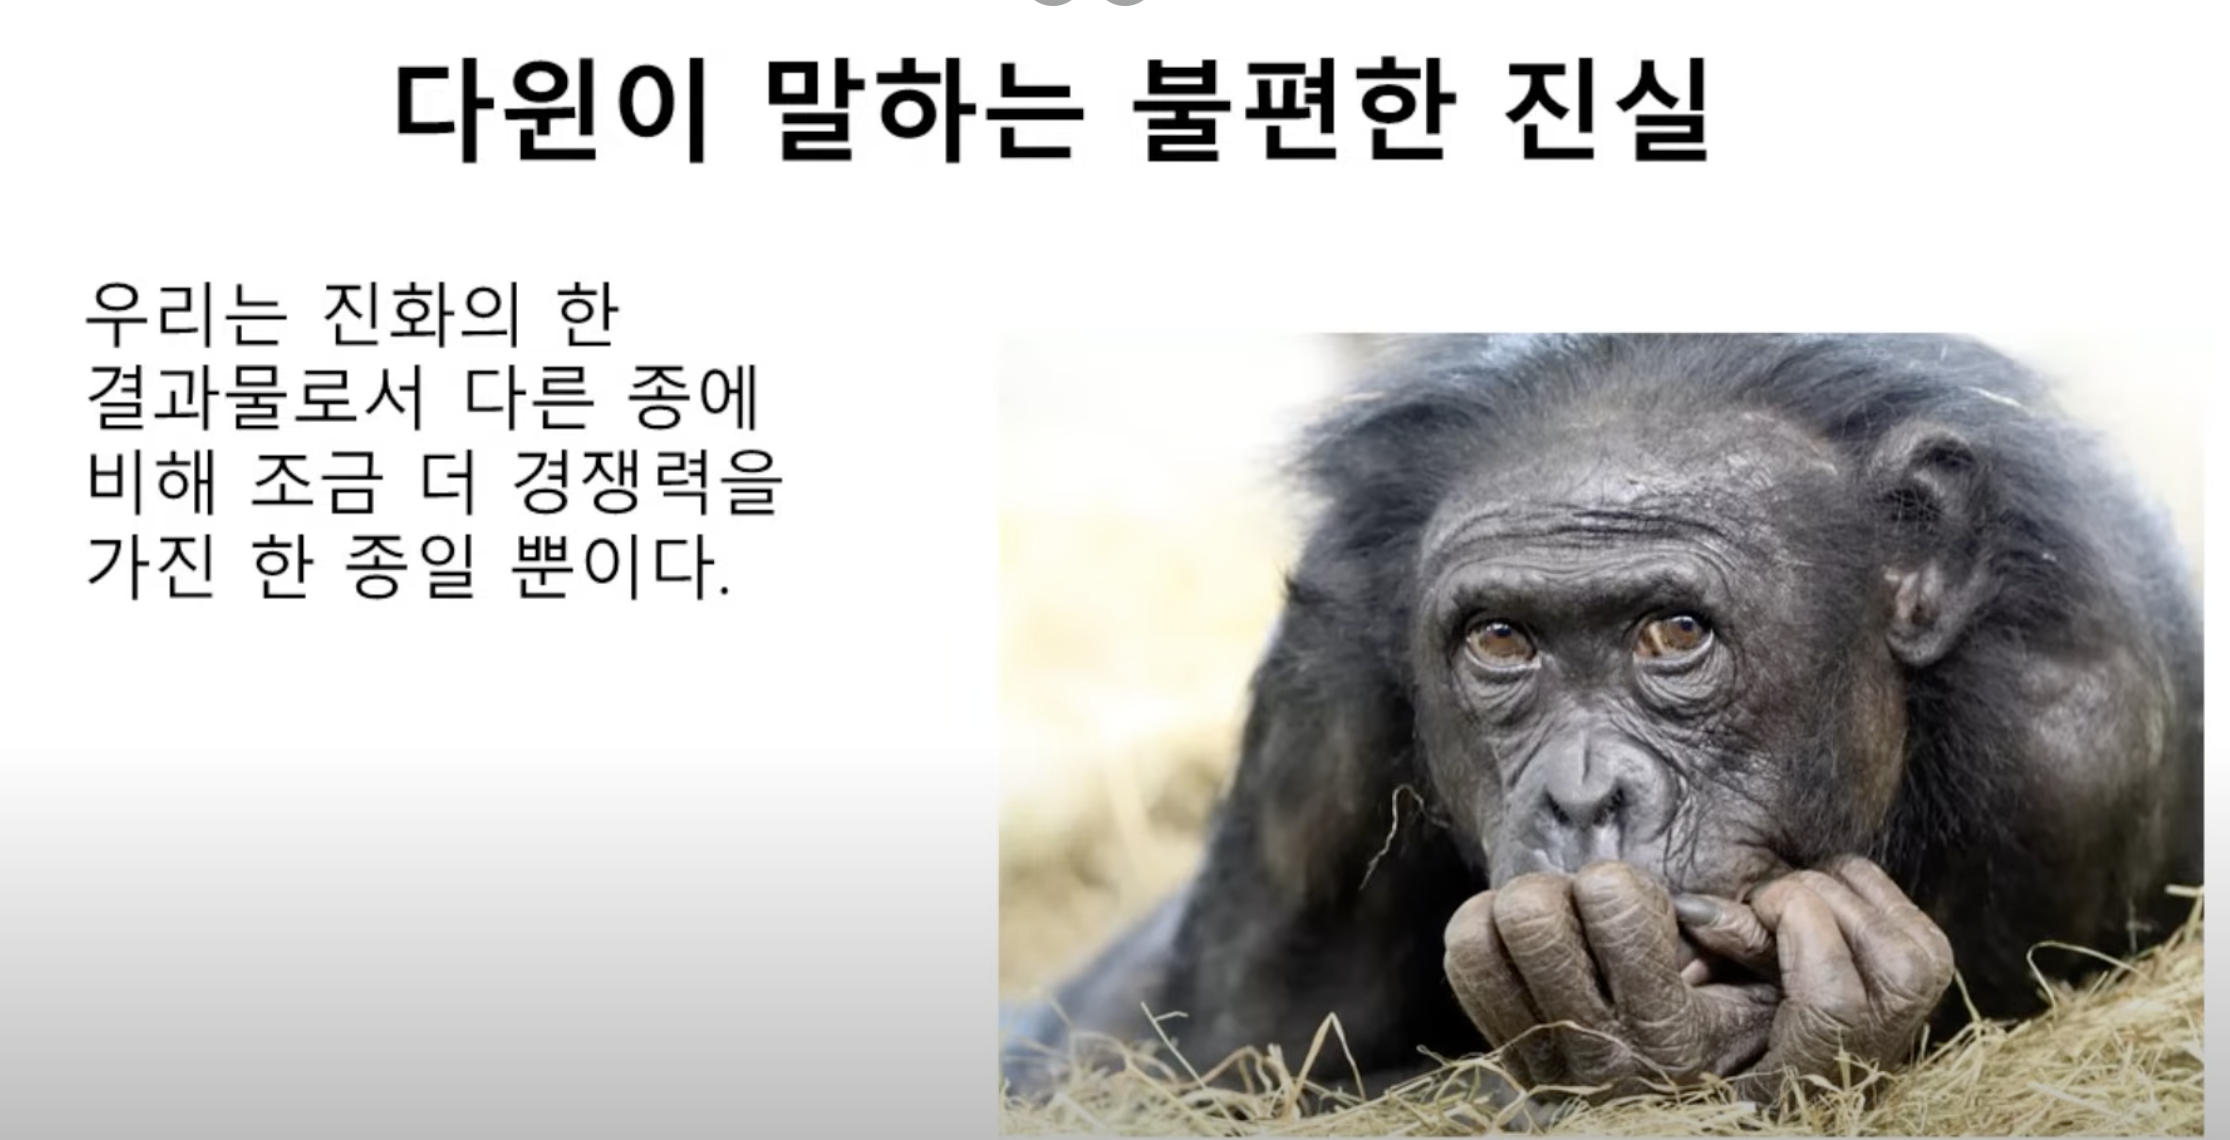 다윈이 말하는 불편한 진실
우리는 진화의 한
결과물로서 다른 종에
비해 조금 더 경쟁력을
가진 한 종일 뿐이다.